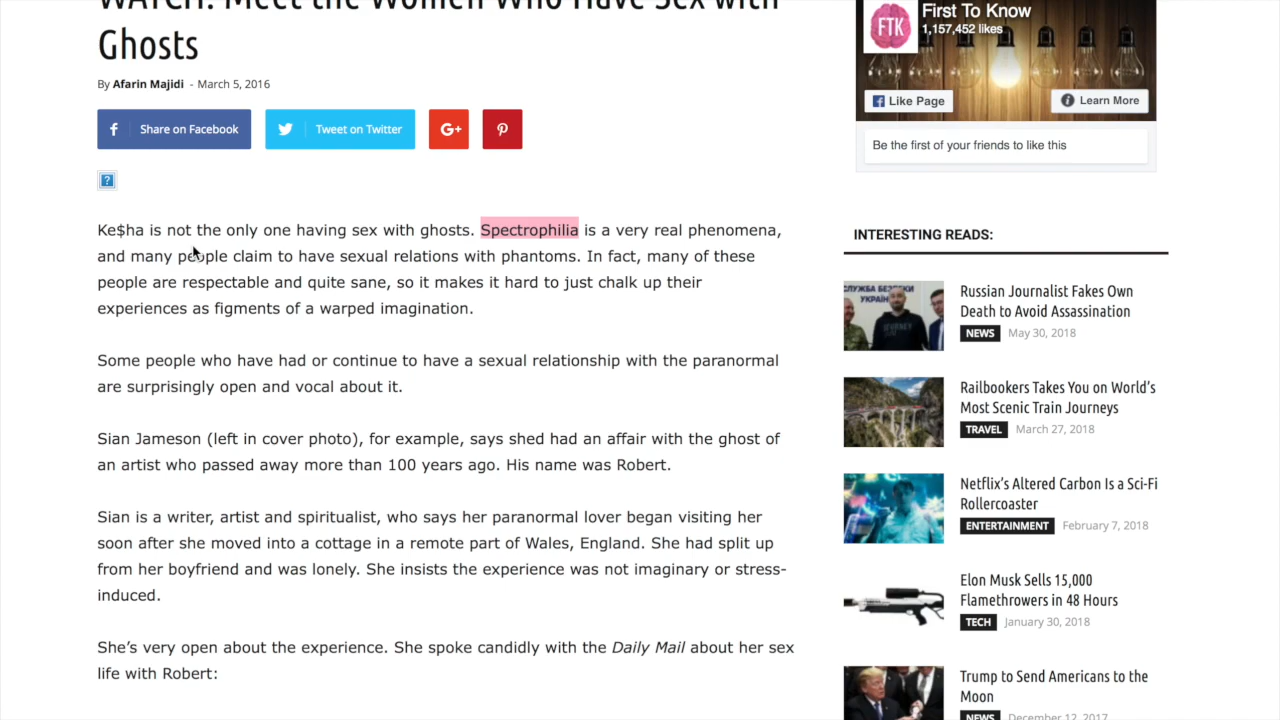 WATCH: Meet the Women Who Have Sex with
Ghosts
By Afarin Majidi - March 5, 2016
Share on Facebook
Tweet on Twitter
G+
?
Ke$ha is not the only one having sex with ghosts. Spectrophilia is a very real phenomena,
and many people claim to have sexual relations with phantoms. In fact, many of these
people are respectable and quite sane, so it makes it hard to just chalk up their
experiences as figments of a warped imagination.
Some people who have had or continue to have a sexual relationship with the paranormal
are surprisingly open and vocal about it.
Sian Jameson (left in cover photo), for example, says shed had an affair with the ghost of
an artist who passed away more than 100 years ago. His name was Robert.
Sian is a writer, artist and spiritualist, who says her paranormal lover began visiting her
soon after she moved into a cottage in a remote part of Wales, England. She had split up
from her boyfriend and was lonely. She insists the experience was not imaginary or stress-
induced.
She’s very open about the experience. She spoke candidly with the Daily Mail about her sex
life with Robert:
FTK
First To Know
1,157,452 likes
Like Page
Learn More
Be the first of your friends to like this
INTERESTING READS:
СЛУЖБА БЕЗПЕКИ
УКРАЇН
Russian Journalist Fakes Own
Death to Avoid Assassination
NEWS May 30, 2018
Railbookers Takes You on World’s
Most Scenic Train Journeys
TRAVEL March 27, 2018
Netflix’s Altered Carbon Is a Sci-Fi
Rollercoaster
ENTERTAINMENT February 7, 2018
Elon Musk Sells 15,000
Flamethrowers in 48 Hours
TECH January 30, 2018
Trump to Send Americans to the
Moon
NEWS December 12, 2017